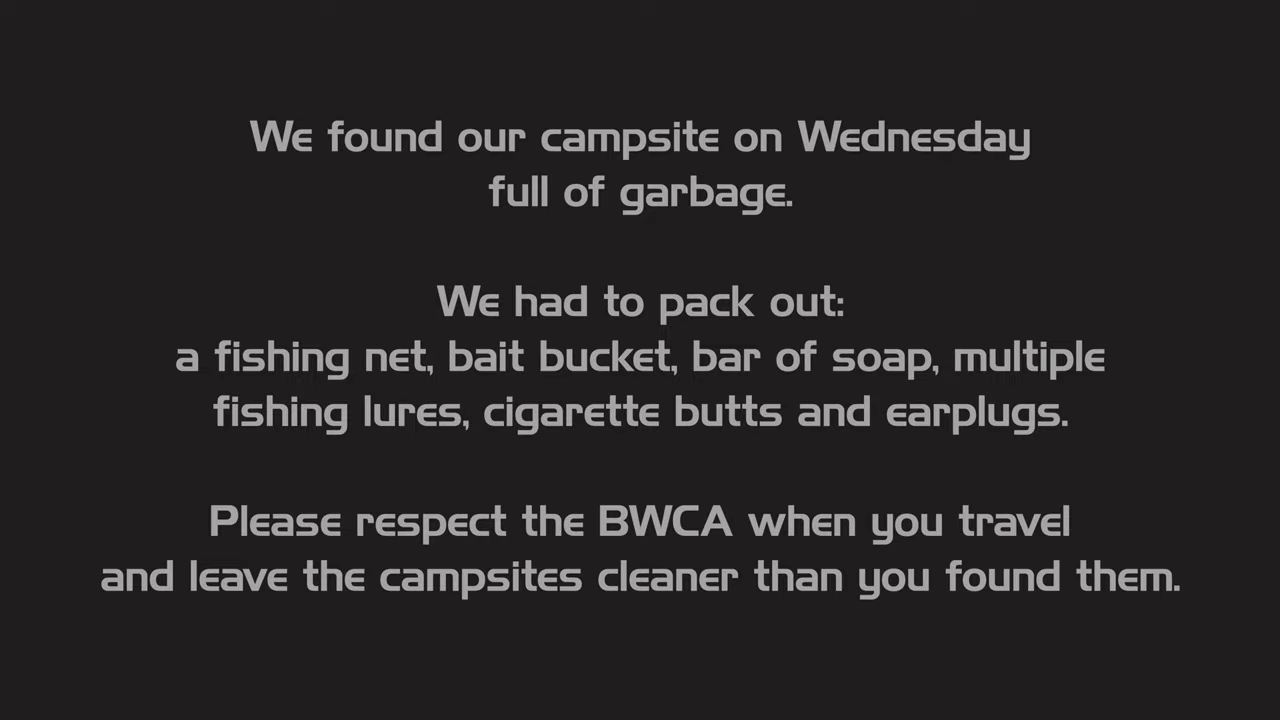 We found our campsite on Wednesday
full of garbage.
We had to pack out:
a fishing net, bait bucket, bar of soap, multiple
fishing lures, cigarette butts and earplugs.
Please respect the BWCA when you travel
and leave the campsites cleaner than you found them.